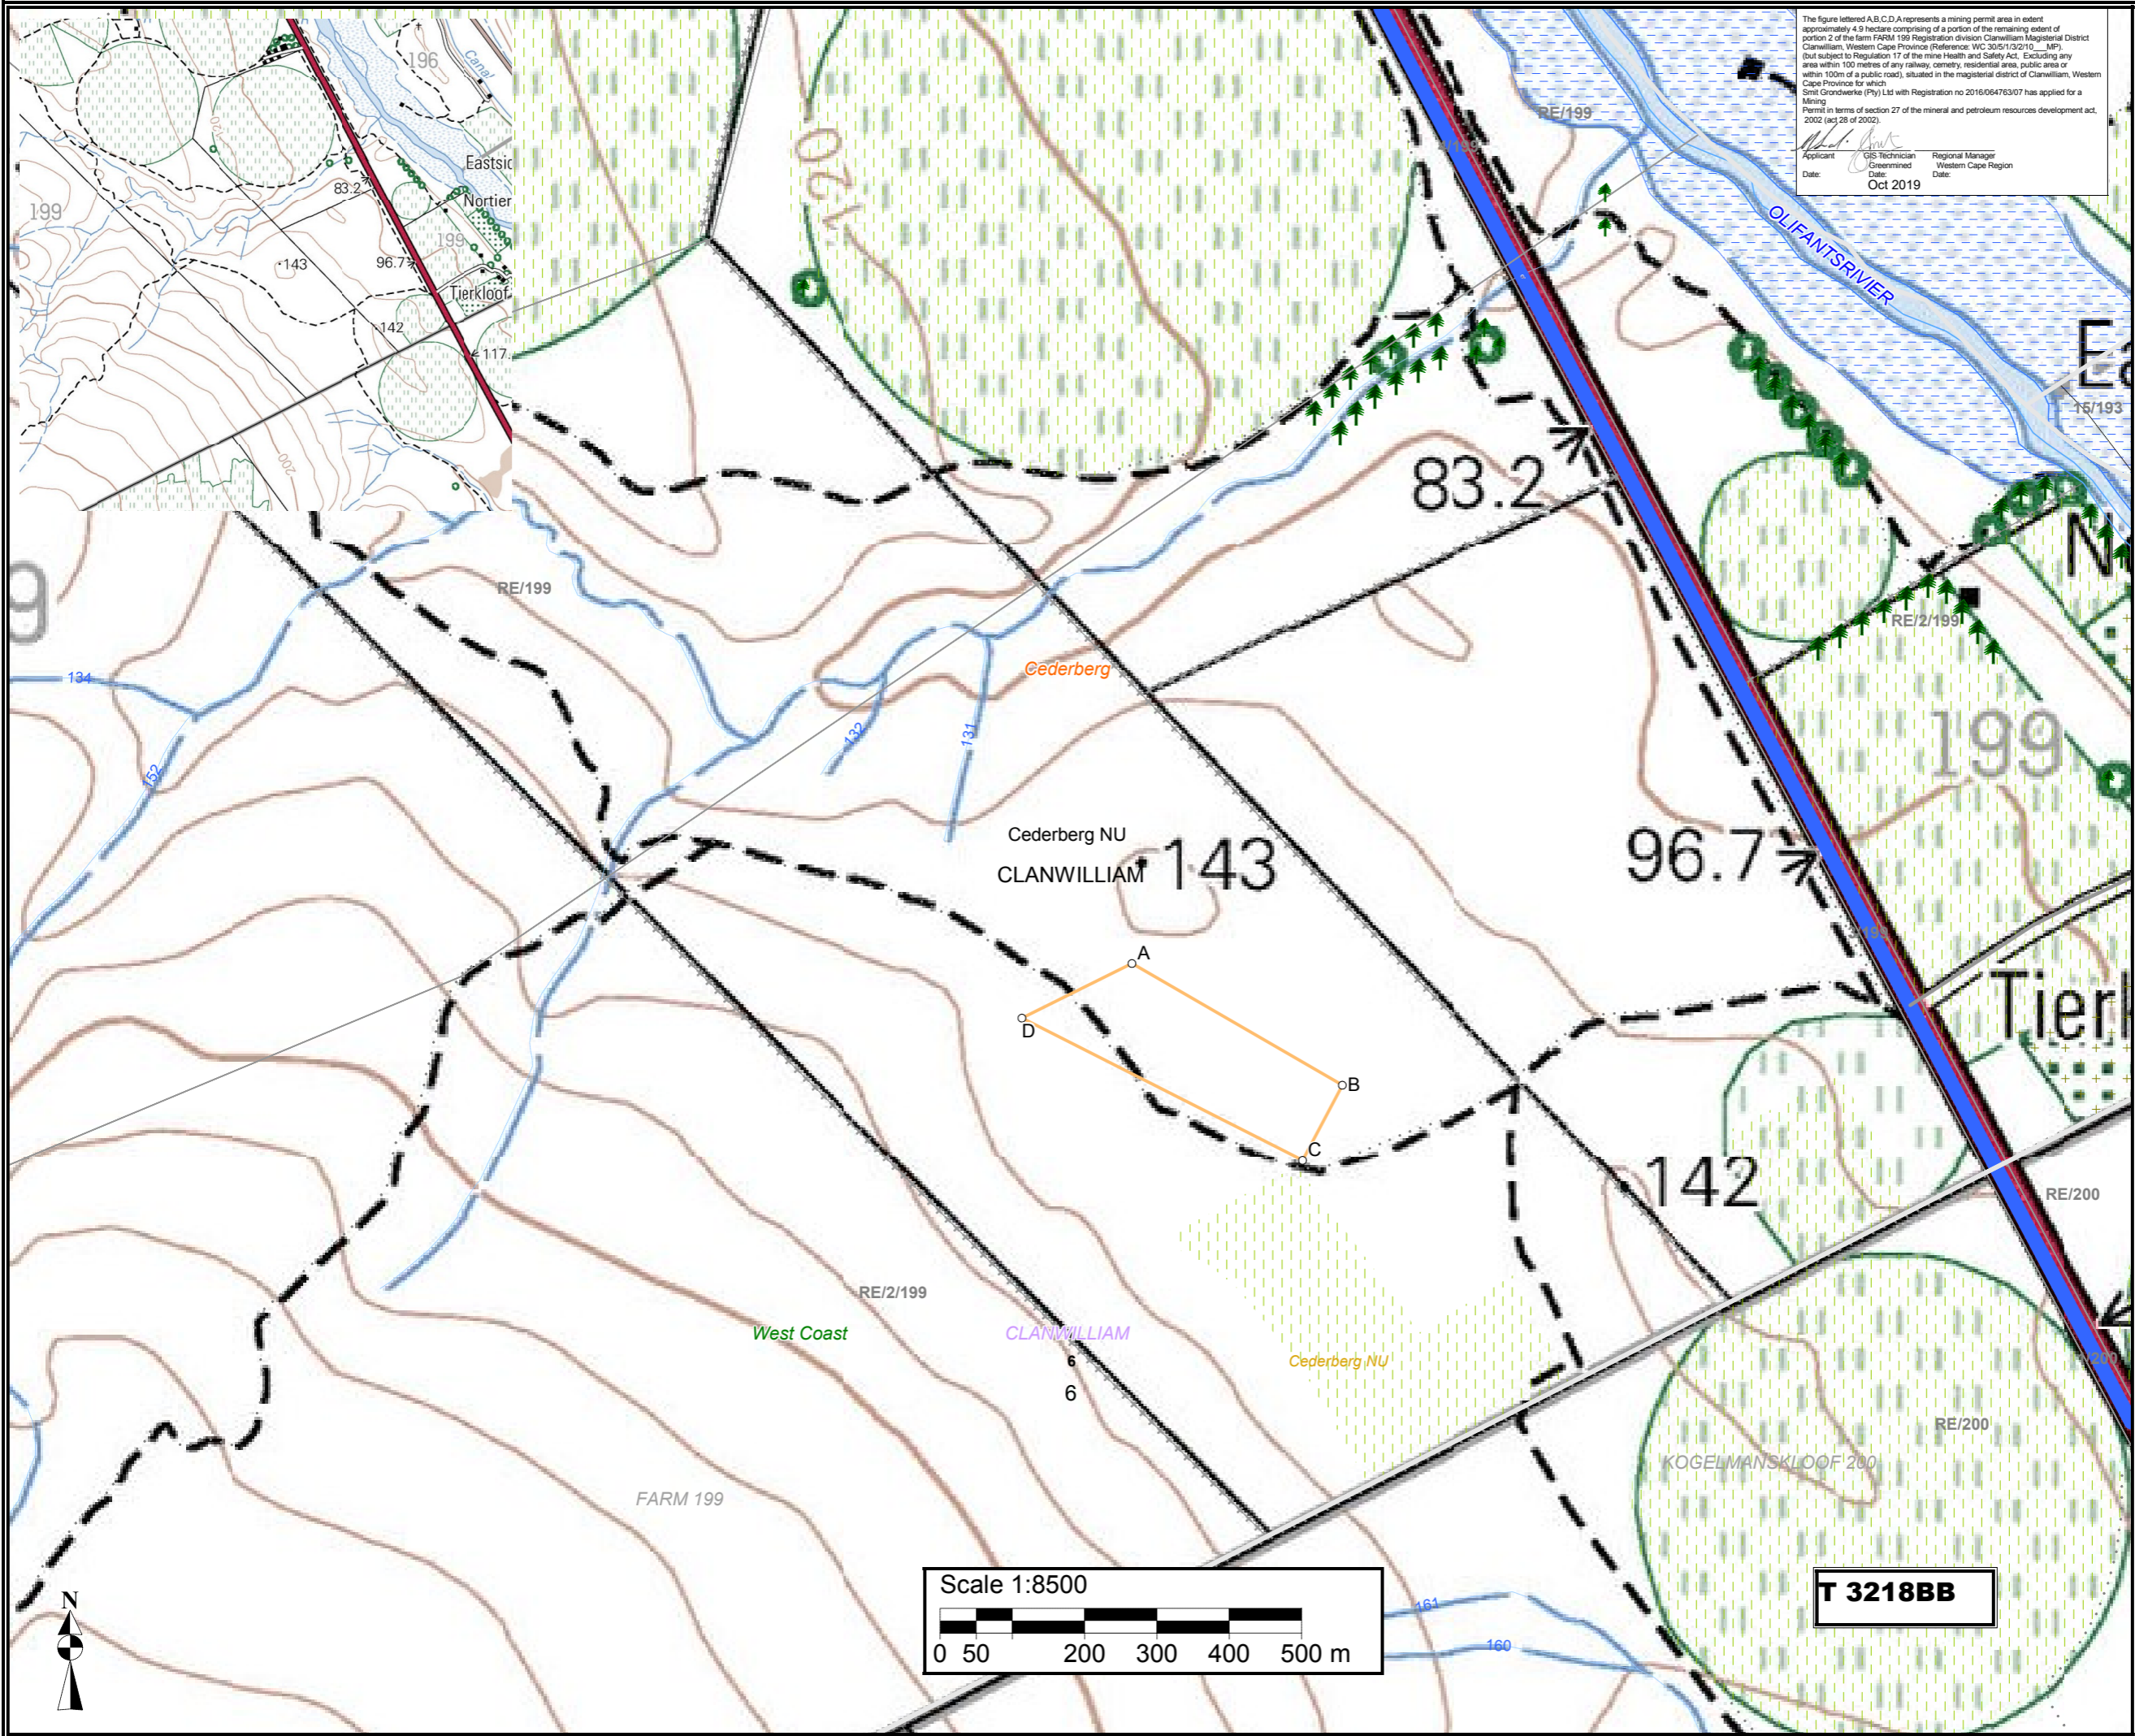 The figure lettered A,B,C,D,A represents a mining permit area in extent
approximately 4.9 hectare comprising of a portion of the remaining extent of
portion 2 of the farm FARM 199 Registration division Clanwilliam Magisterial District
Clanwilliam, Western Cape Province (Reference: WC 30/5/1/3/2/10___MP).
(but subject to Regulation 17 of the mine Health and Safety Act, Excluding any
area within 100 metres of any railway, cemetry, residential area, public area or
within 100m of a public road), situated in the magisterial district of Clanwilliam, Western
Cape Province for which
Smit Grondwerke (Pty) Ltd with Registration no 2016/064763/07 has applied for a
Mining
Permit in terms of section 27 of the mineral and petroleum resources development act,
2002 (act 28 of 2002).
Applicant GIS Technician Regional Manager
Greenmined Western Cape Region
Date: Date: Date:
Oct 2019
196
Canal
120
Eastsid
83.2
Nortier
199
199
143
96.7
Tierkloof
142
117.
200
120
RE/199
OLIFANTSRIVIER
Ea
15/193
83.2
N
9
RE/199
RE/2/199
Cederberg
134
132
131
152
199
Cederberg NU
CLANWILLIAM
143
96.7
A
Tierk
D
B
C
142
RE/200
RE/2/199
West Coast
CLANWILLIAM
6
Cederberg NU
6
RE/200
KOGELMANSKLOOF 200
FARM 199
Scale 1:8500
0 50 200 300 400 500 m
161
160
T 3218BB
N